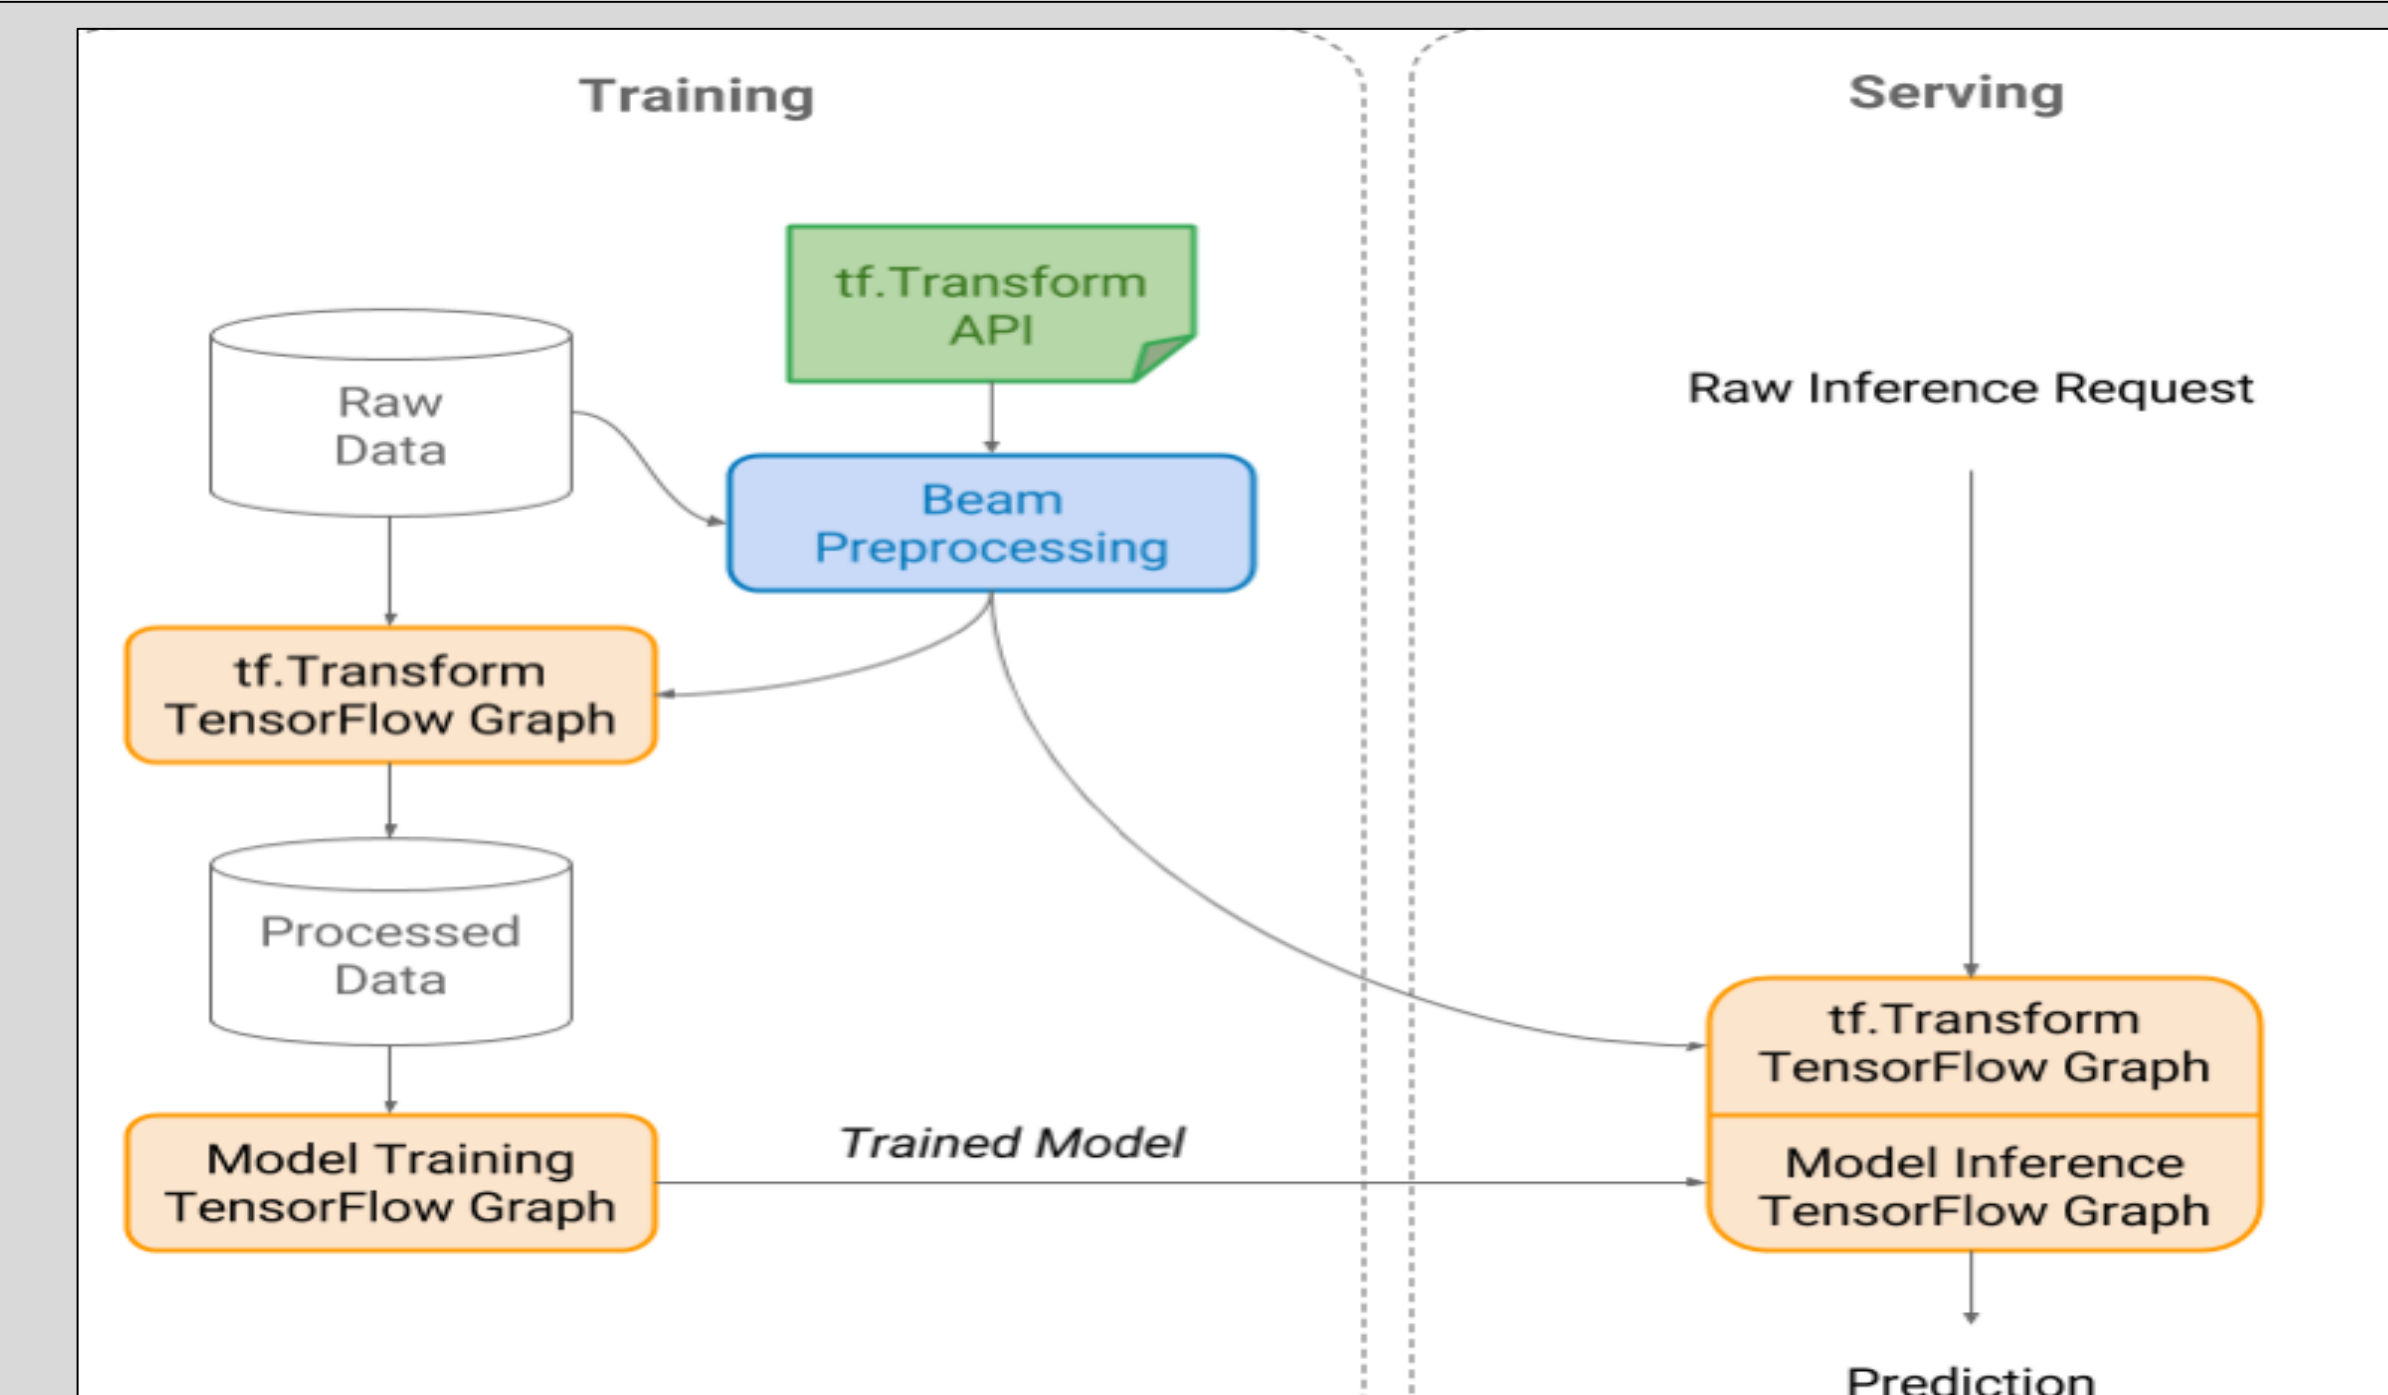 Training
Serving
tf.Transform
API
Raw
Data
Raw Inference Request
Beam
Preprocessing
tf.Transform
TensorFlow Graph
Processed
Data
tf.Transform
TensorFlow Graph
Trained Model
Model Training
TensorFlow Graph
Model Inference
TensorFlow Graph
Prediction